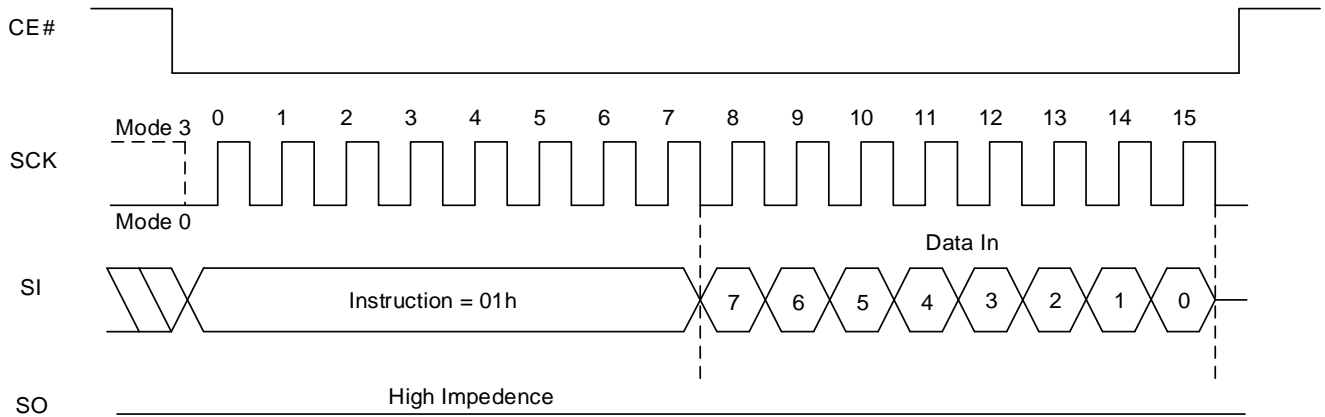 CE#
0 1 2 3 4 5 6 7 8 9 10 11 12 13 14 15
Mode 3
SCK
Mode 0
Data In
SI
Instruction = 01h
7 6 5 4 3 2 1 0
High Impedence
SO